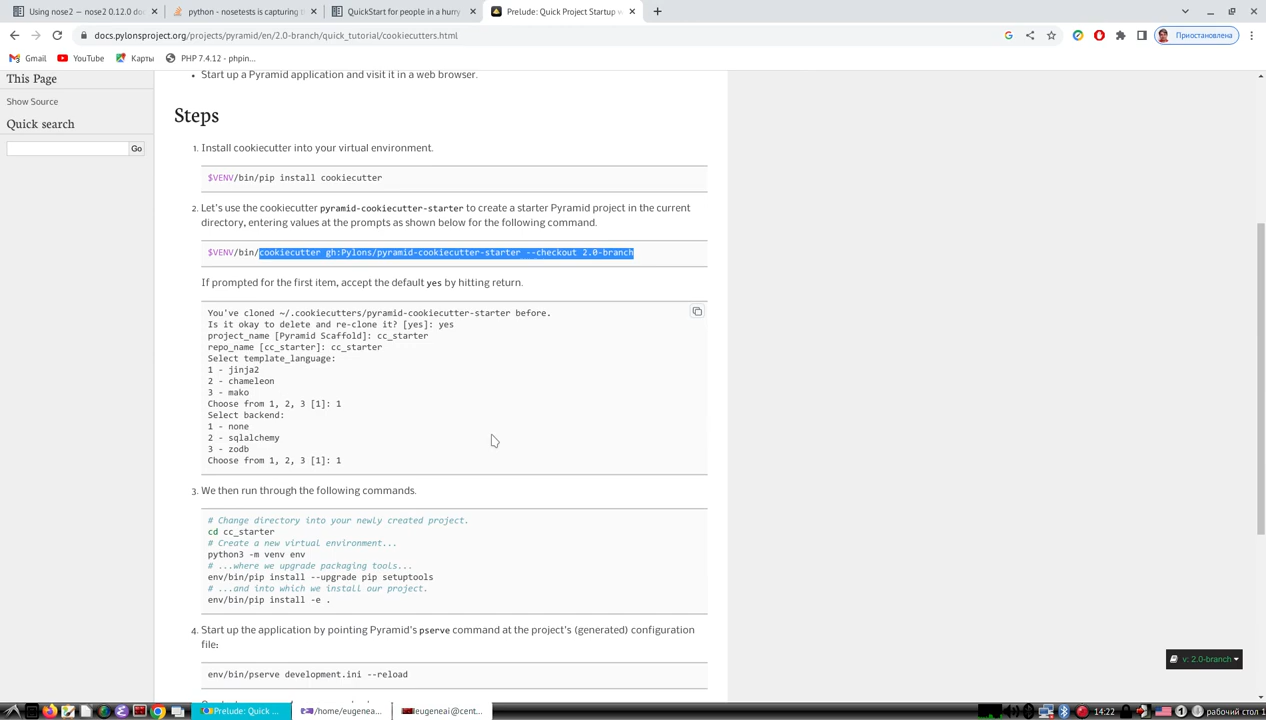 Using nose2 — nose2 0.12.0 do
python - nosetests is capturing t
QuickStart for people in a hurry
Prelude: Quick Project Startup w
docs.pylonsproject.org/projects/pyramid/en/2.0-branch/quick_tutorial/cookiecutters.html
Приостановлена
Gmail
YouTube
Карты
PHP 7.4.12 - phpin...
This Page
Show Source
Quick search
Go
• Start up a Pyramid application and visit it in a web browser.
Steps
1. Install cookiecutter into your virtual environment.
$VENV/bin/pip install cookiecutter
2. Let's use the cookiecutter pyramid-cookiecutter-starter to create a starter Pyramid project in the current
directory, entering values at the prompts as shown below for the following command.
$VENV/bin/cookiecutter gh:Pylons/pyramid-cookiecutter-starter --checkout 2.0-branch
If prompted for the first item, accept the default yes by hitting return.
You've cloned ~/.cookiecutters/pyramid-cookiecutter-starter before.
Is it okay to delete and re-clone it? [yes]: yes
project_name [Pyramid Scaffold]: cc_starter
repo_name [cc_starter]: cc_starter
Select template_language:
1 - jinja2
2 - chameleon
3 - mako
Choose from 1, 2, 3 [1]: 1
Select backend:
1 - none
2 - sqlalchemy
3 - zodb
Choose from 1, 2, 3 [1]: 1
3. We then run through the following commands.
# Change directory into your newly created project.
cd cc_starter
# Create a new virtual environment...
python3 -m venv env
# ...where we upgrade packaging tools...
env/bin/pip install --upgrade pip setuptools
# ...and into which we install our project.
env/bin/pip install -e .
4. Start up the application by pointing Pyramid's pserve command at the project's (generated) configuration
file:
env/bin/pserve development.ini --reload
v: 2.0-branch
Prelude: Quick ...
/home/eugenea...
eugeneai@cent...
14:22
рабочий стол 1